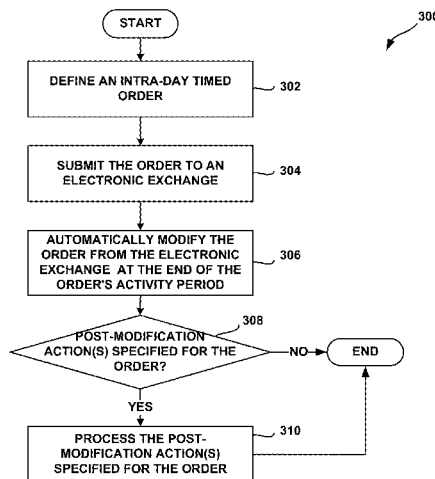 START
300
DEFINE AN INTRA-DAY TIMED
ORDER
302
SUBMIT THE ORDER TO AN
ELECTRONIC EXCHANGE
304
AUTOMATICALLY MODIFY THE
ORDER FROM THE ELECTRONIC
EXCHANGE AT THE END OF THE
ORDER'S ACTIVITY PERIOD
306
308
POST-MODIFICATION
ACTION(S) SPECIFIED FOR THE
ORDER?
NO
END
YES
310
PROCESS THE POST-
MODIFICATION ACTION(S)
SPECIFIED FOR THE ORDER